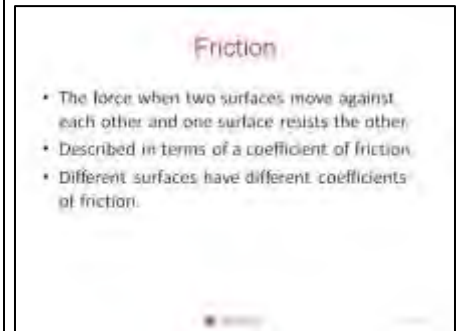 Friction
• The force when two surfaces move against
each other and one surface resists the other.
• Described in terms of a coefficient of friction.
• Different surfaces have different coefficients
of friction.